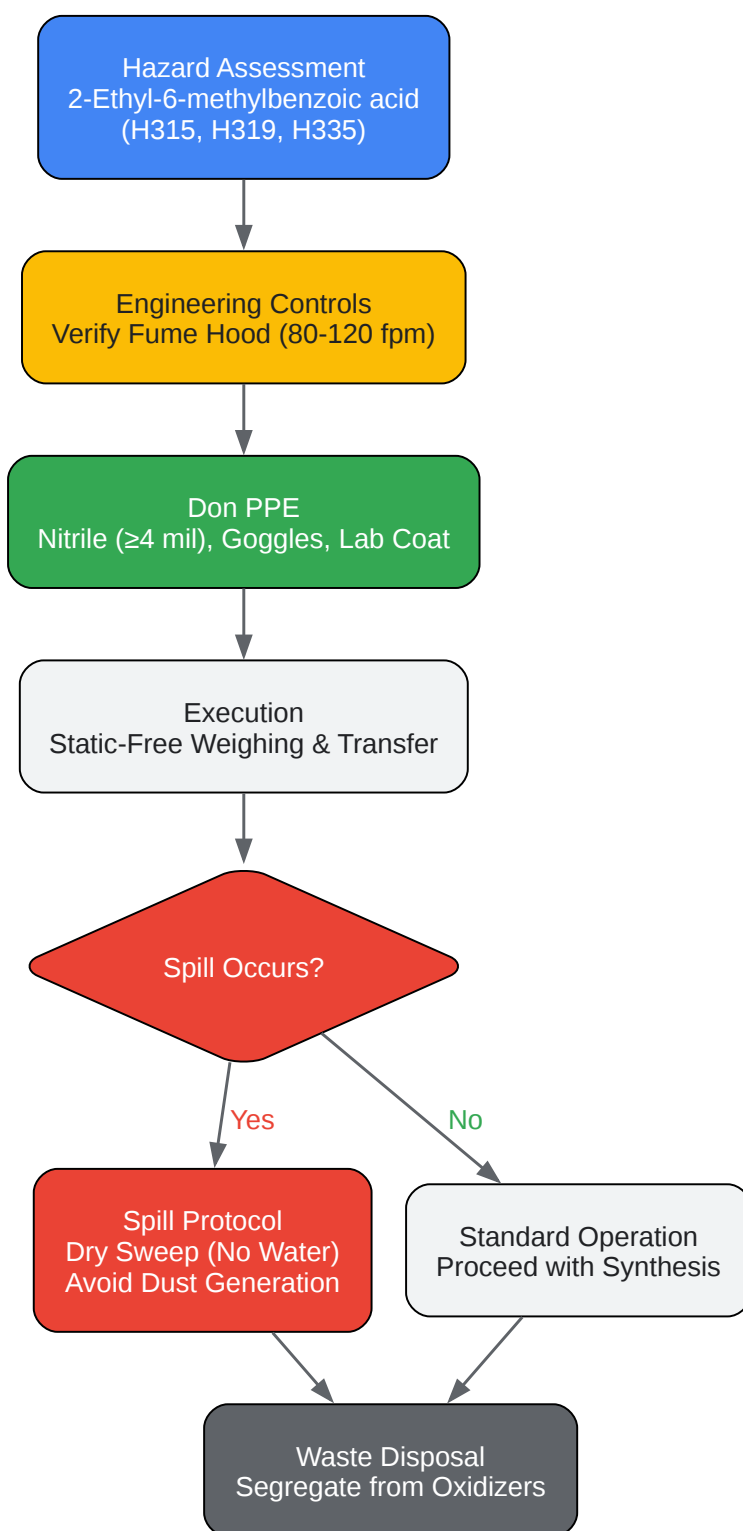 Hazard Assessment
2-Ethyl-6-methylbenzoic acid
(H315, H319, H335)
Engineering Controls
Verify Fume Hood (80-120 fpm)
Don PPE
Nitrile (≥4 mil), Goggles, Lab Coat
Execution
Static-Free Weighing & Transfer
Spill Occurs?
Yes
No
Spill Protocol
Dry Sweep (No Water)
Avoid Dust Generation
Standard Operation
Proceed with Synthesis
Waste Disposal
Segregate from Oxidizers